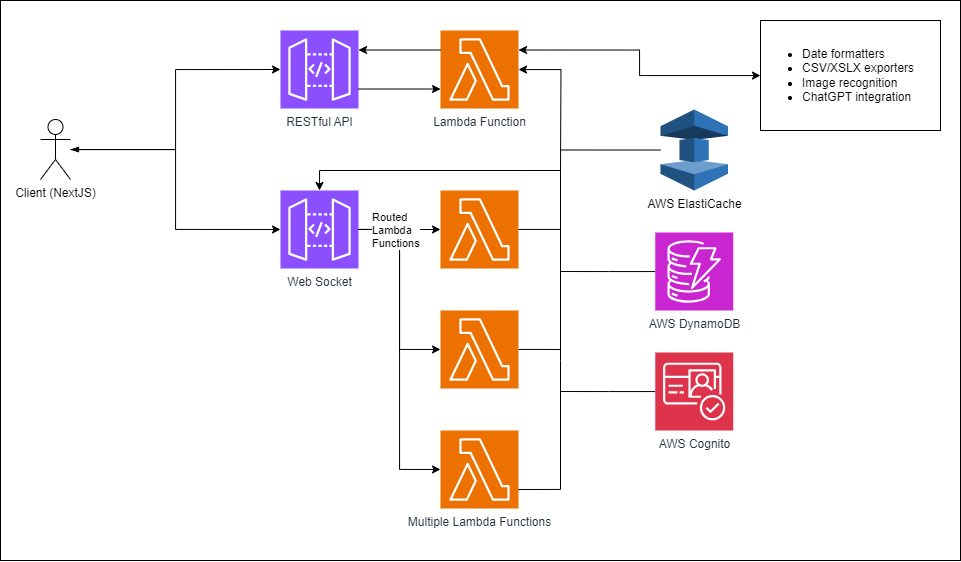 Date formatters
CSV/XSLX exporters
Image recognition
ChatGPT integration
RESTful API
Lambda Function
Client (NextJS)
AWS ElastiCache
Routed
Lambda
Functions
Web Socket
AWS DynamoDB
AWS Cognito
Multiple Lambda Functions